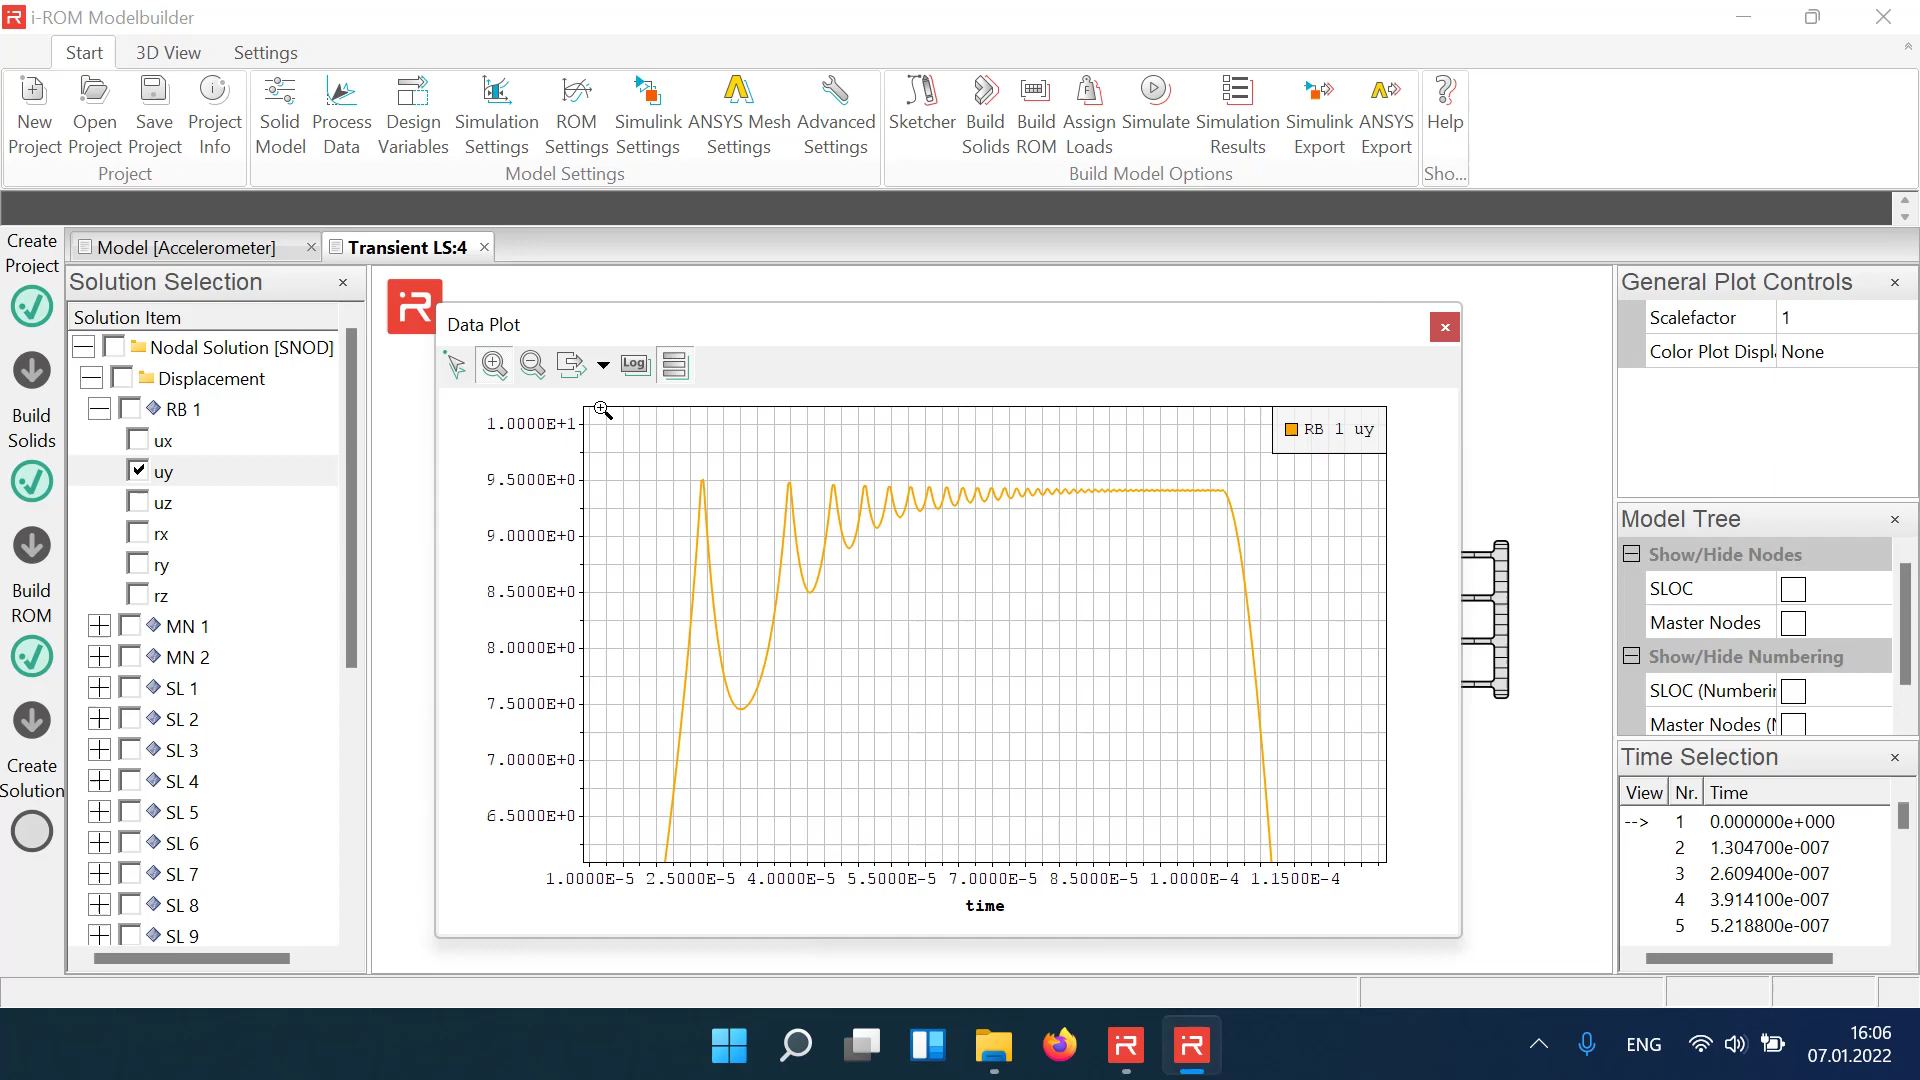 i-ROM Modelbuilder
Start
3D View
Settings
New Project
Open Project
Save Project
Project Info
Solid Model
Process Data
Design Variables
Simulation Settings
ROM Settings
Simulink Settings
ANSYS Mesh Settings
Advanced Settings
Sketcher
Build Solids
Build ROM
Assign Loads
Simulate
Simulation Results
Simulink Export
ANSYS Export
Help
Project
Model Settings
Build Model Options
Sho...
Create Project
Build Solids
Build ROM
Create Solution
Model [Accelerometer]
Transient LS:4
Solution Selection
Solution Item
Nodal Solution [SNOD]
Displacement
RB 1
ux
uy
uz
rx
ry
rz
MN 1
MN 2
SL 1
SL 2
SL 3
SL 4
SL 5
SL 6
SL 7
SL 8
SL 9
iR
Data Plot
Log
1.0000E+1
9.5000E+0
9.0000E+0
8.5000E+0
8.0000E+0
7.5000E+0
7.0000E+0
6.5000E+0
RB 1 uy
1.0000E-5 2.5000E-5 4.0000E-5 5.5000E-5 7.0000E-5 8.5000E-5 1.0000E-4 1.1500E-4
time
General Plot Controls
Scalefactor 1
Color Plot Displ None
Model Tree
Show/Hide Nodes
SLOC
Master Nodes
Show/Hide Numbering
SLOC (Numberir
Master Nodes (N
Time Selection
View Nr. Time
--> 1 0.000000e+000
2 1.304700e-007
3 2.609400e-007
4 3.914100e-007
5 5.218800e-007
ENG
16:06
07.01.2022